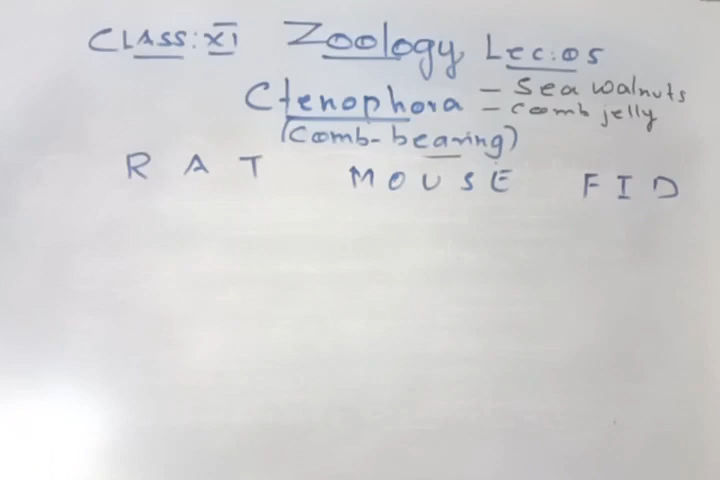 CLASS: XI Zoology Lec: 05
Ctenophora - Sea walnuts
- comb jelly
(Comb-bearing)
R A T M O U S E F I D